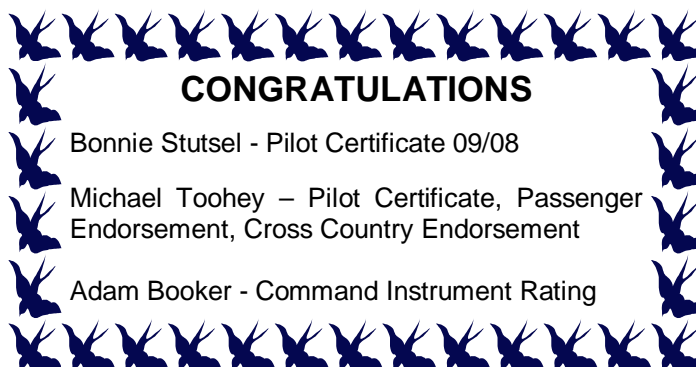 CONGRATULATIONS
Bonnie Stutsel - Pilot Certificate 09/08
Michael Toohey – Pilot Certificate, Passenger
Endorsement, Cross Country Endorsement
Adam Booker - Command Instrument Rating